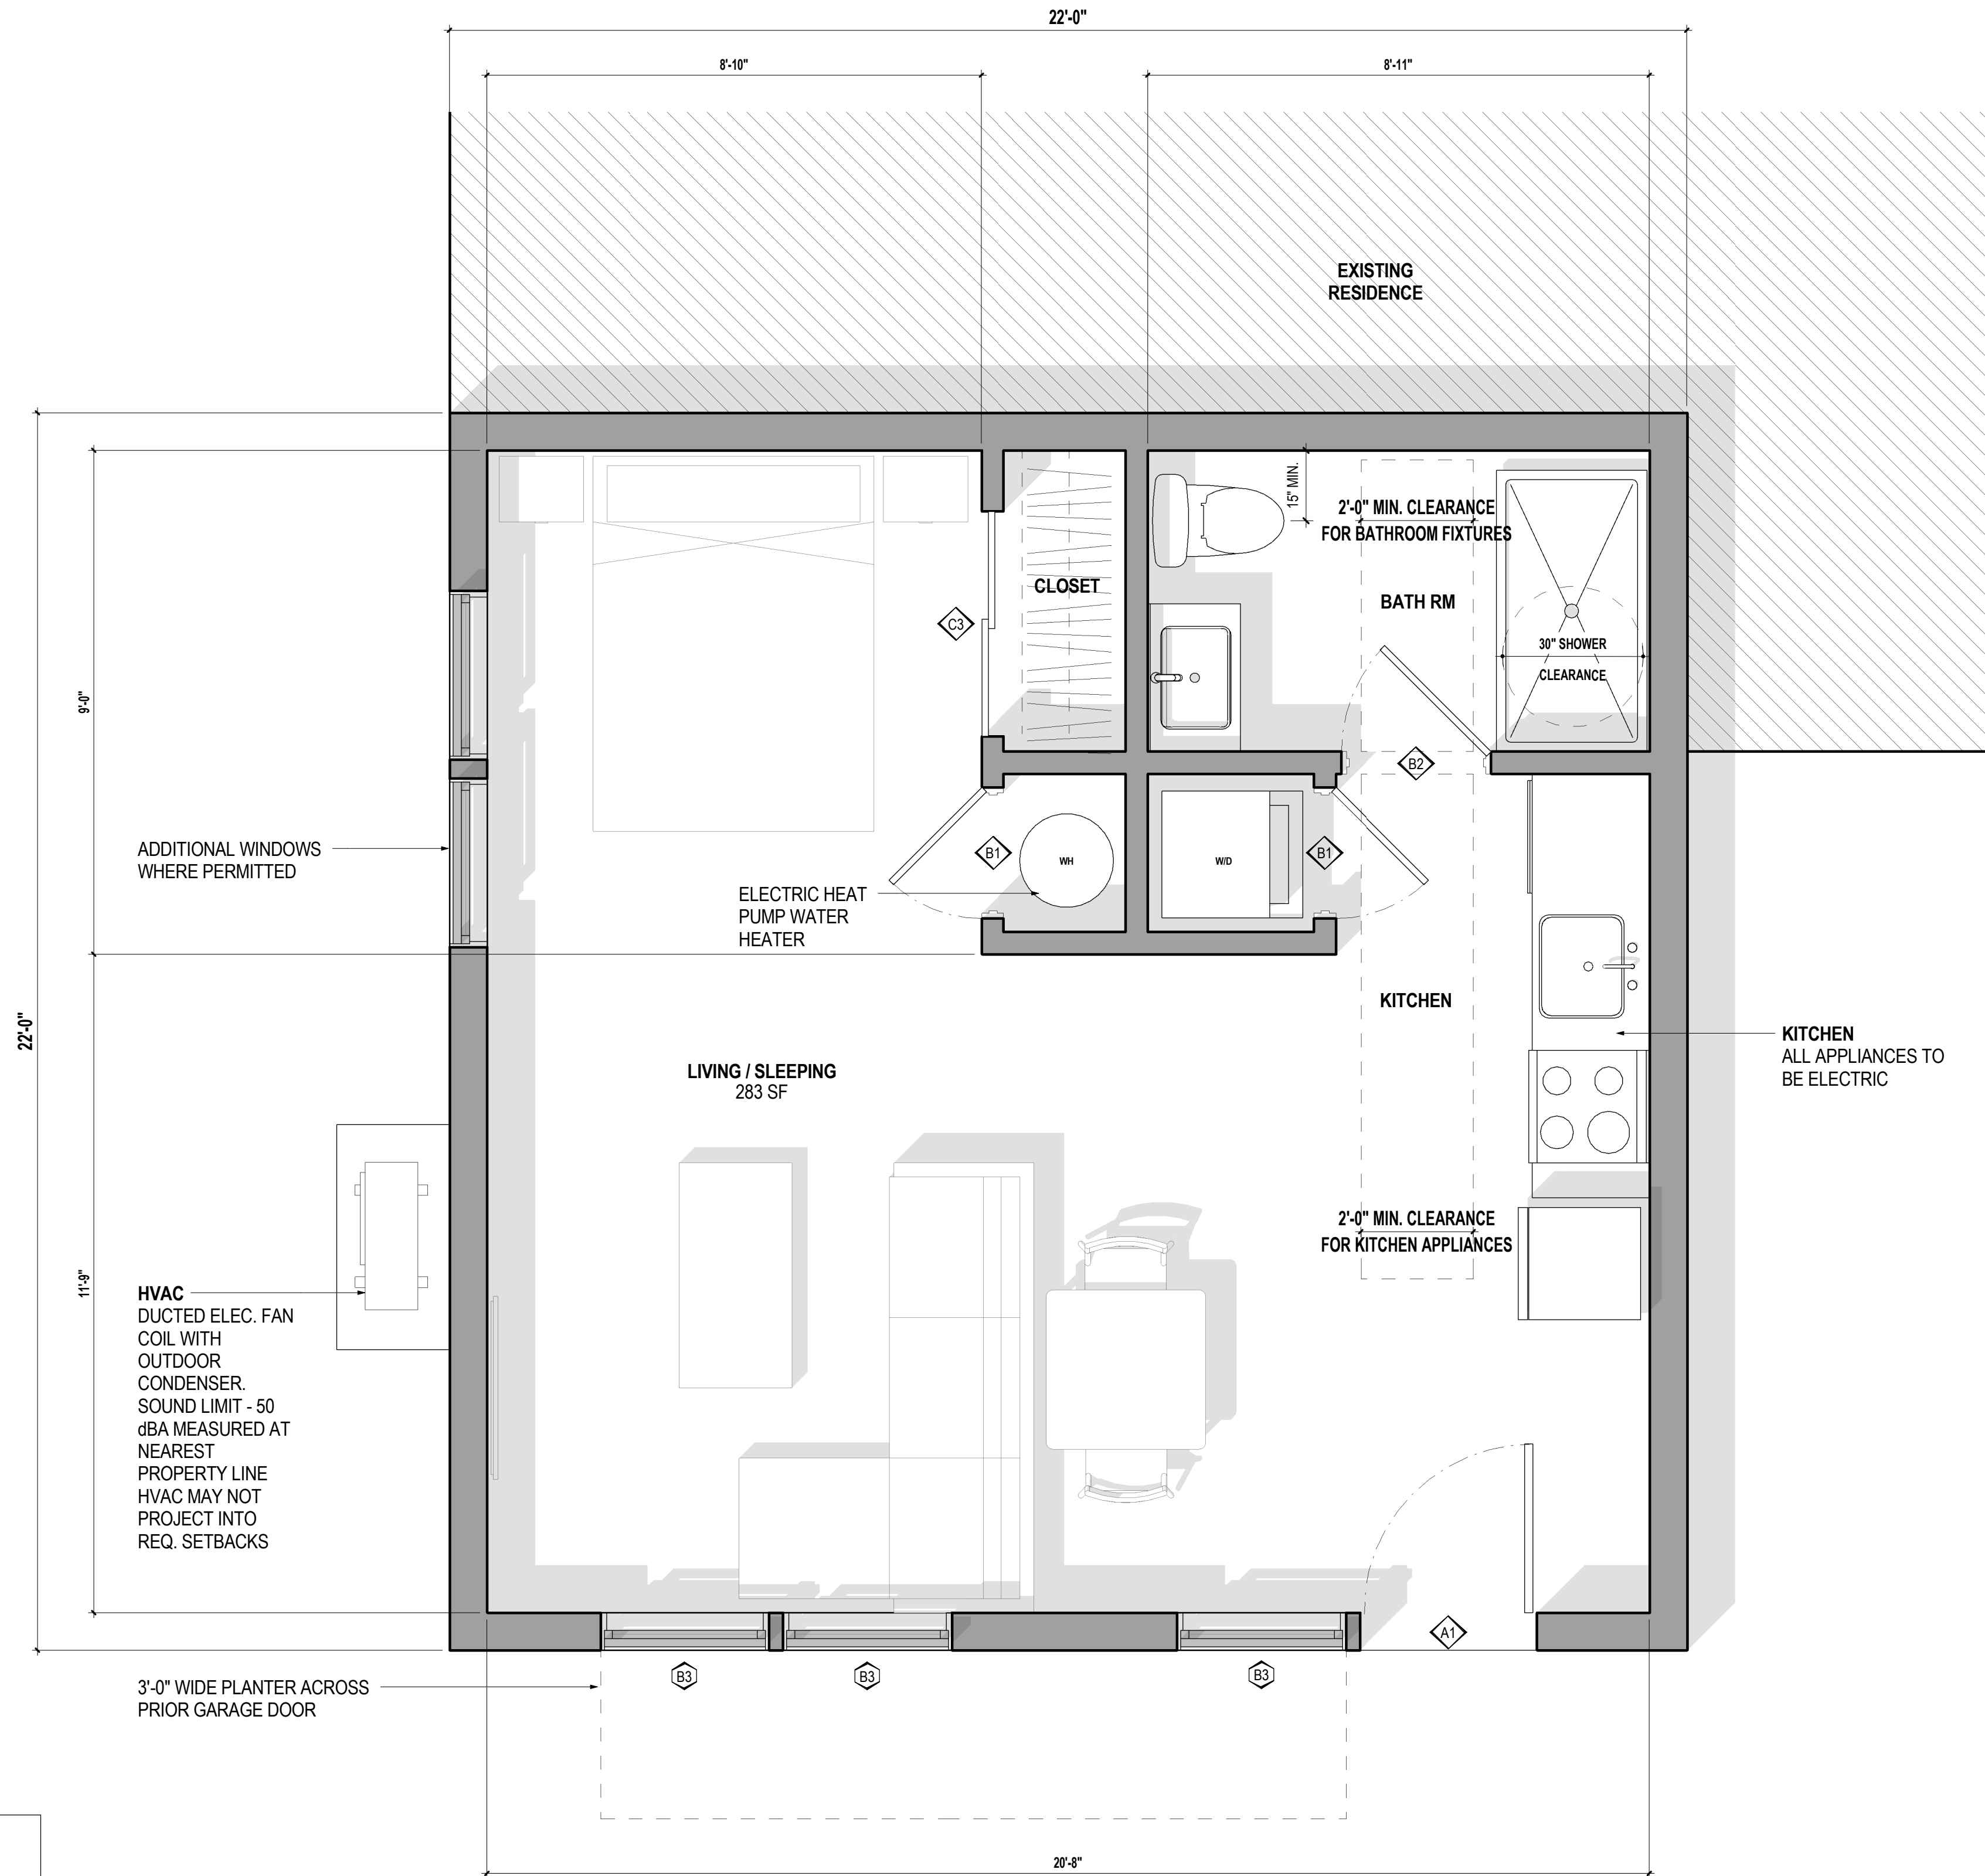 22'-0"
8'-10"
8'-11"
EXISTING
RESIDENCE
15" MIN.
2'-0" MIN. CLEARANCE
FOR BATHROOM FIXTURES
CLOSET
BATH RM
C3
30" SHOWER
CLEARANCE
9'-0"
B2
ADDITIONAL WINDOWS
WHERE PERMITTED
B1
WH
W/D
B1
ELECTRIC HEAT
PUMP WATER
HEATER
KITCHEN
22'-0"
KITCHEN
ALL APPLIANCES TO
BE ELECTRIC
LIVING / SLEEPING
283 SF
2'-0" MIN. CLEARANCE
FOR KITCHEN APPLIANCES
11'-9"
HVAC
DUCTED ELEC. FAN
COIL WITH
OUTDOOR
CONDENSER.
SOUND LIMIT - 50
dBA MEASURED AT
NEAREST
PROPERTY LINE
HVAC MAY NOT
PROJECT INTO
REQ. SETBACKS
A1
B3
B3
B3
3'-0" WIDE PLANTER ACROSS
PRIOR GARAGE DOOR
20'-8"